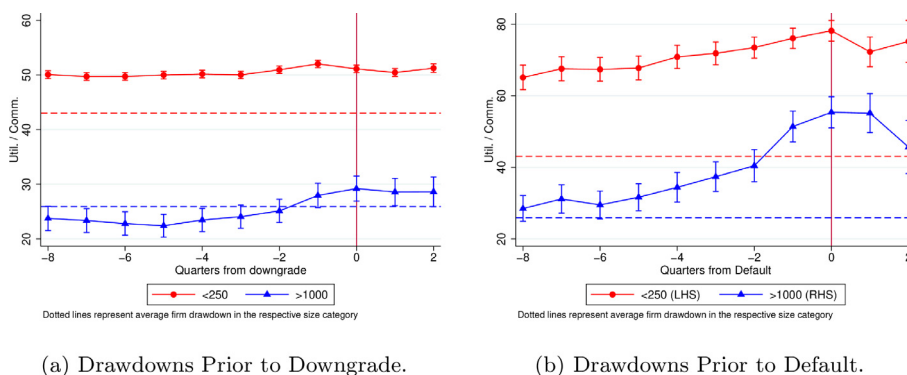 60
50
40
30
20
Util. / Comm.
-8
-6
-4
-2
0
2
Quarters from downgrade
<250
>1000
Dotted lines represent average firm drawdown in the respective size category
(a) Drawdowns Prior to Downgrade.
80
60
40
20
Util. / Comm.
-8
-6
-4
-2
0
2
Quarters from Default
<250 (LHS)
>1000 (RHS)
Dotted lines represent average firm drawdown in the respective size category
(b) Drawdowns Prior to Default.